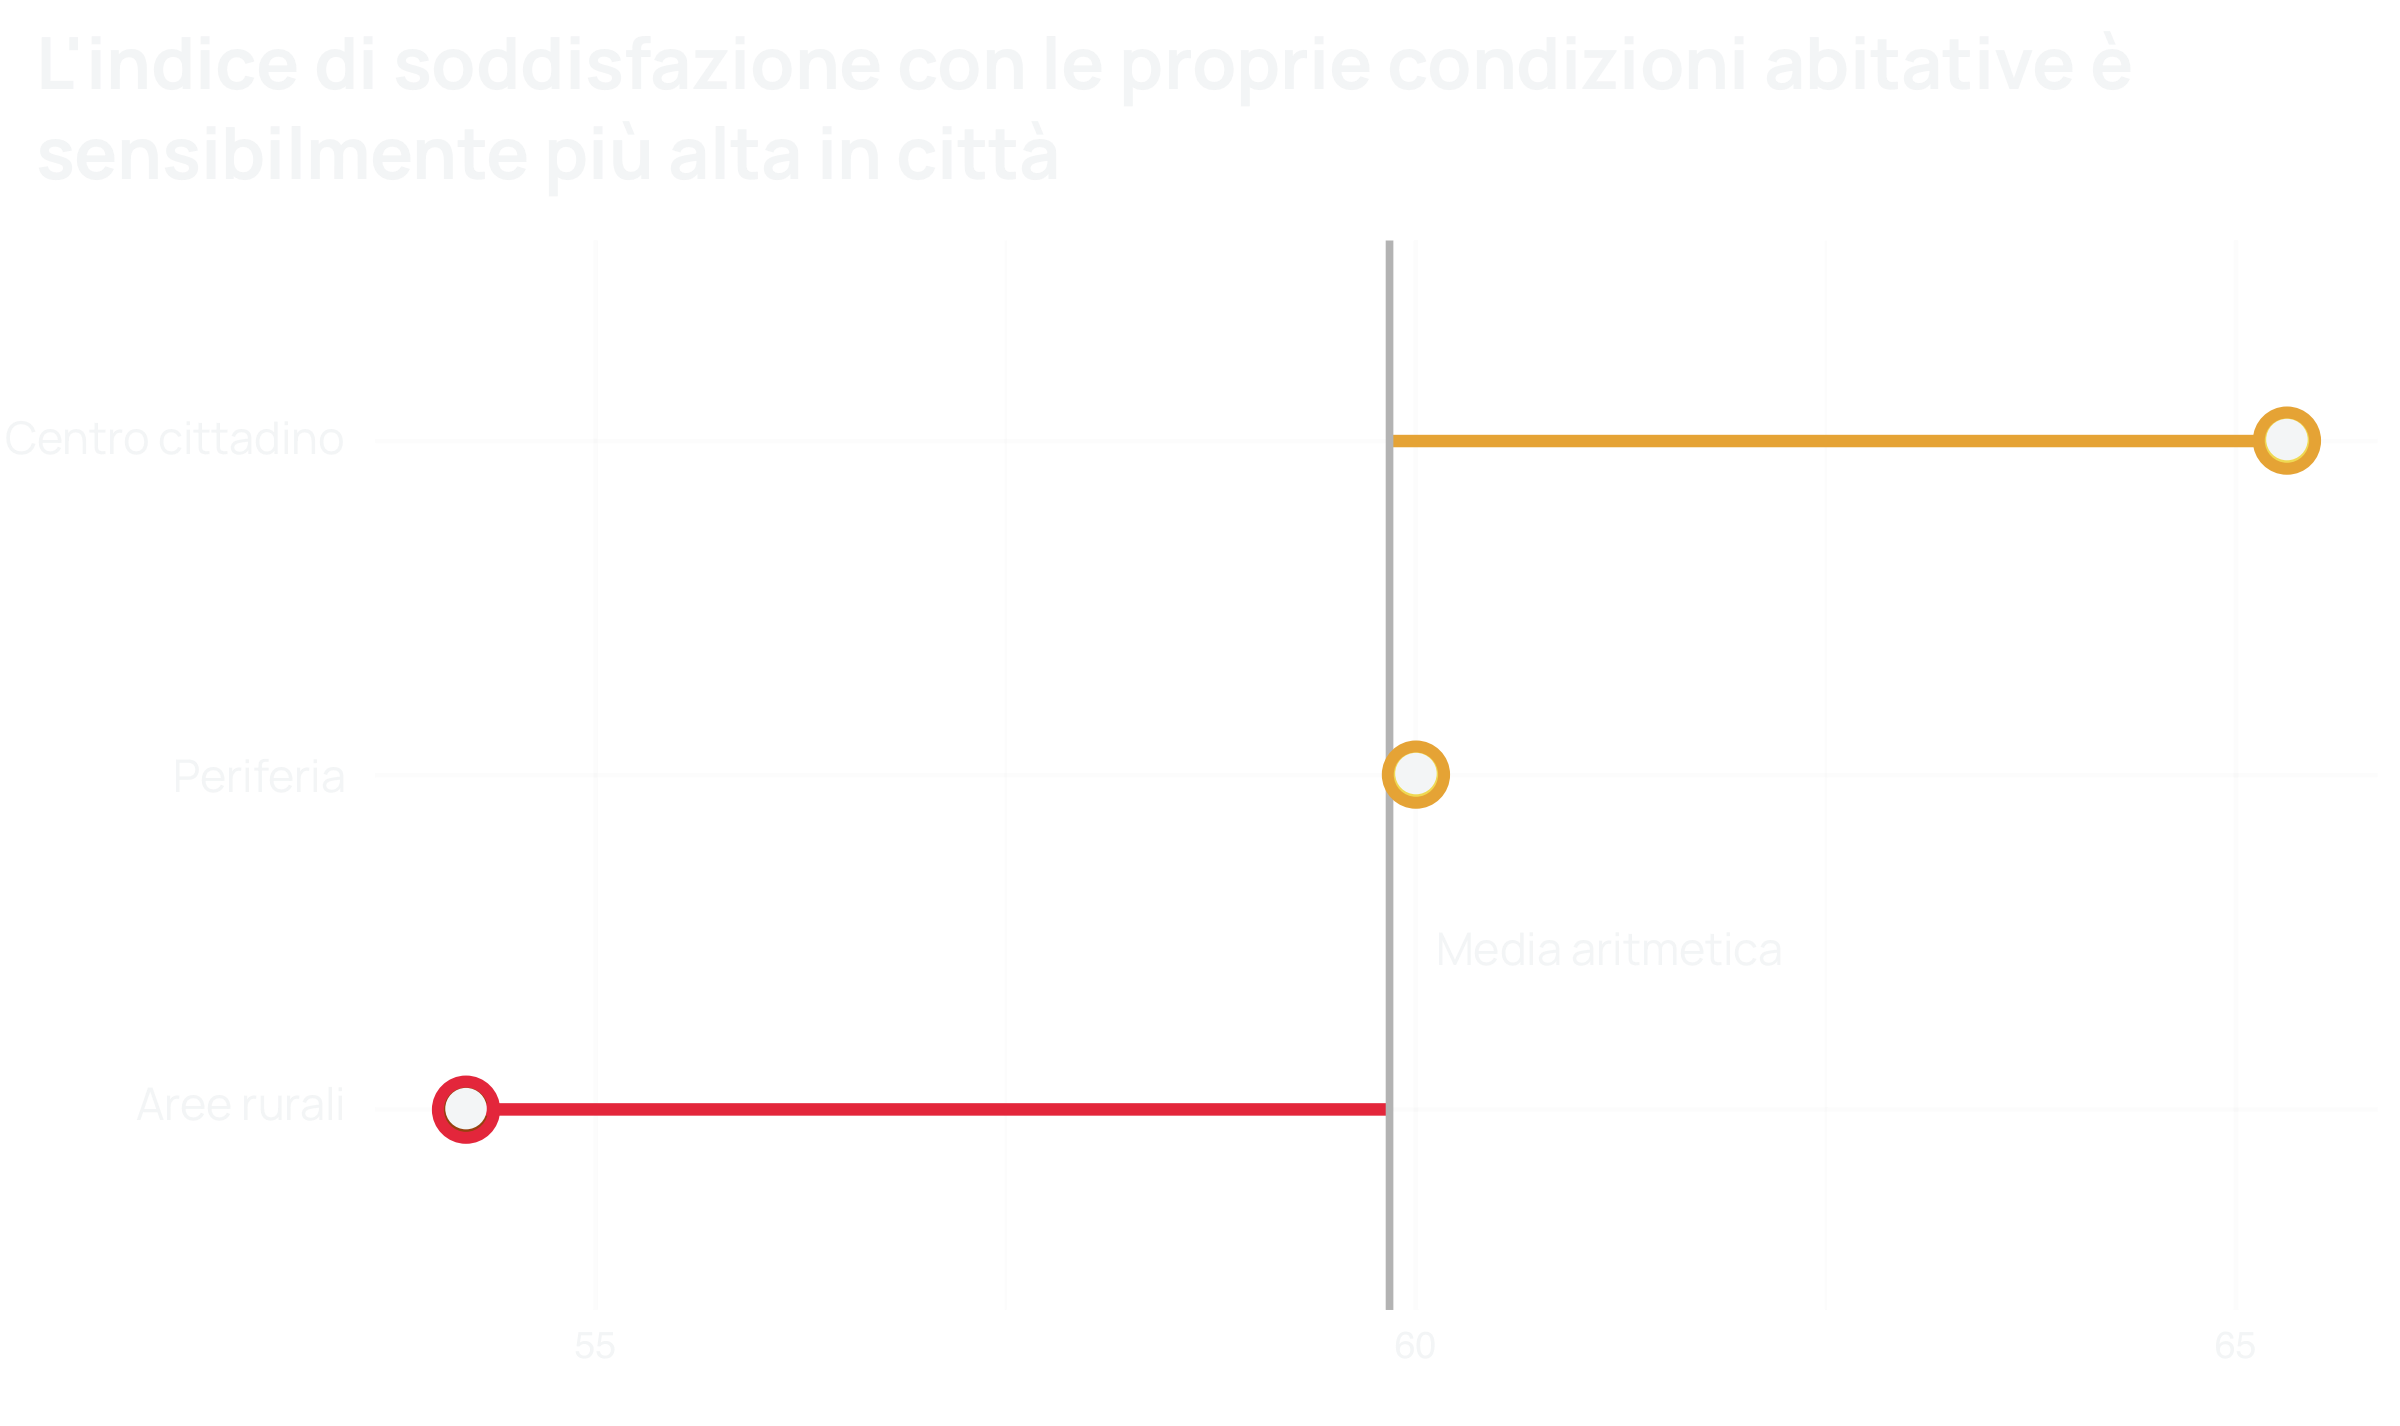 L'indice di soddisfazione con le proprie condizioni abitative è
sensibilmente più alta in città
Centro cittadino
Periferia
Media aritmetica
Aree rurali
55 60 65